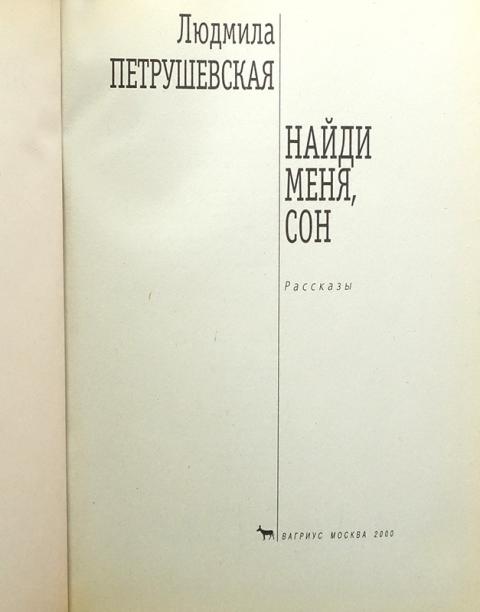 Людмила
ПЕТРУШЕВСКАЯ
НАЙДИ
МЕНЯ,
СОН
Рассказы
ВАГРИУС МОСКВА 2000